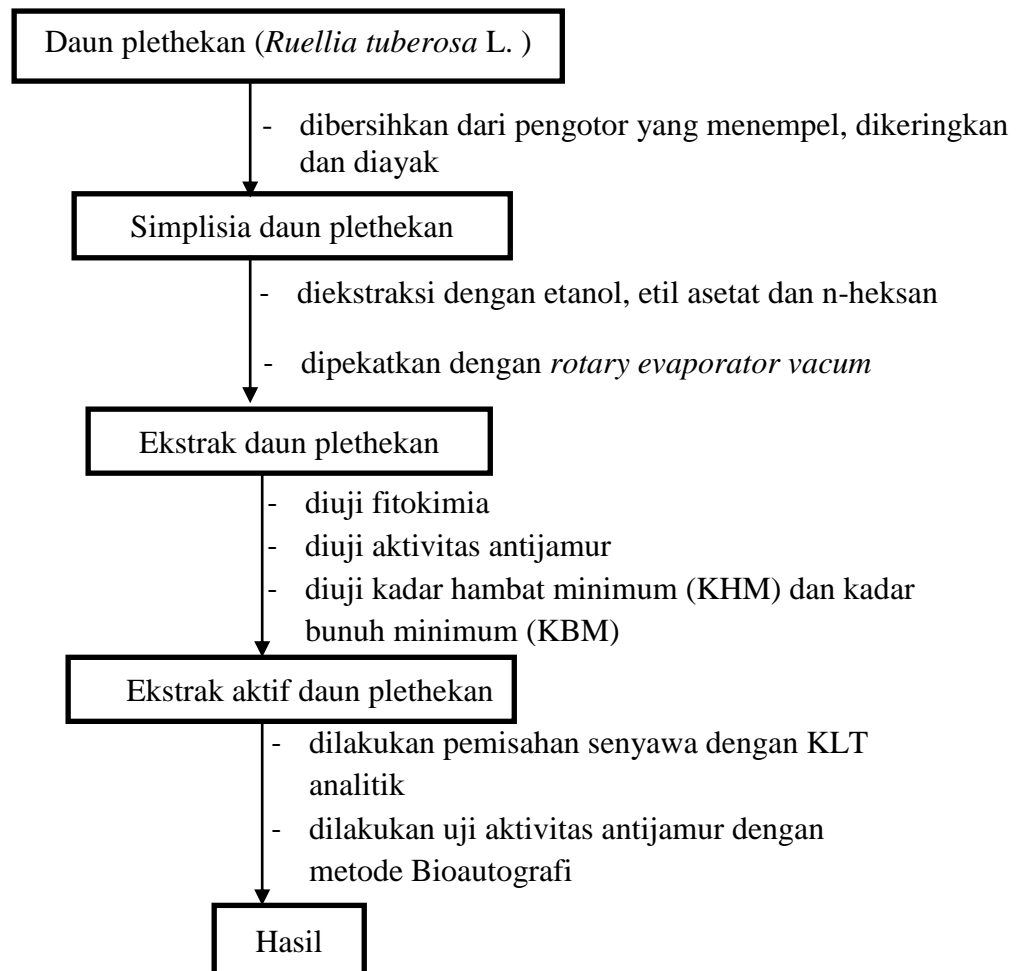 Daun plethekan (Ruellia tuberosa L. )
- dibersihkan dari pengotor yang menempel, dikeringkan
dan diayak
Simplisia daun plethekan
- diekstraksi dengan etanol, etil asetat dan n-heksan
- dipekatkan dengan rotary evaporator vacum
Ekstrak daun plethekan
- diuji fitokimia
- diuji aktivitas antijamur
- diuji kadar hambat minimum (KHM) dan kadar
bunuh minimum (KBM)
Ekstrak aktif daun plethekan
- dilakukan pemisahan senyawa dengan KLT
analitik
- dilakukan uji aktivitas antijamur dengan
metode Bioautografi
Hasil